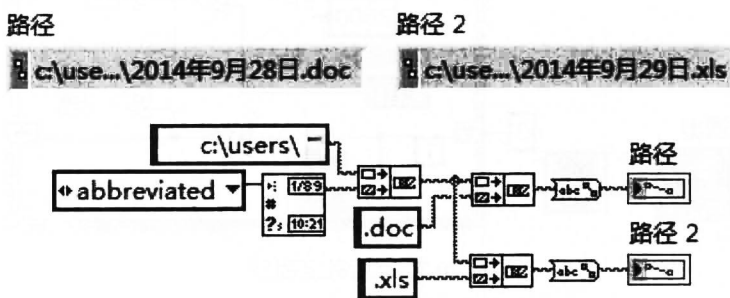 路径
路径 2
c:\use...\2014年9月28日.doc
c:\use...\2014年9月29日.xls
c:\users\
abbreviated
1/89
#
?
10:21
.doc
abc
路径
.xls
abc
路径 2